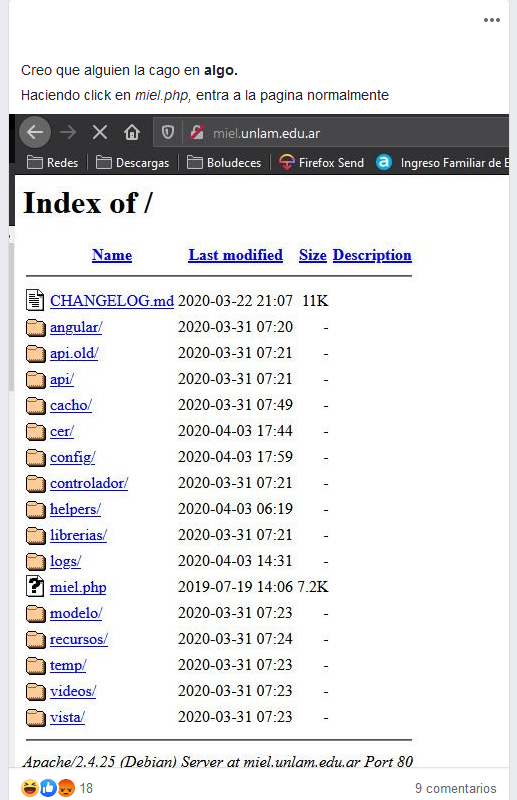 Creo que alguien la cago en algo.
Haciendo click en miel.php, entra a la pagina normalmente
miel.unlam.edu.ar
Redes Descargas Boludeces Firefox Send Ingreso Familiar de E
Index of /
Name Last modified Size Description
CHANGELOG.md 2020-03-22 21:07 11K
angular/ 2020-03-31 07:20 -
api.old/ 2020-03-31 07:21 -
api/ 2020-03-31 07:21 -
cacho/ 2020-03-31 07:49 -
cer/ 2020-04-03 17:44 -
config/ 2020-04-03 17:59 -
controlador/ 2020-03-31 07:21 -
helpers/ 2020-04-03 06:19 -
librerias/ 2020-03-31 07:21 -
logs/ 2020-04-03 14:31 -
miel.php 2019-07-19 14:06 7.2K
modelo/ 2020-03-31 07:23 -
recursos/ 2020-03-31 07:24 -
temp/ 2020-03-31 07:23 -
videos/ 2020-03-31 07:23 -
vista/ 2020-03-31 07:23 -
Apache/2.4.25 (Debian) Server at miel.unlam.edu.ar Port 80
18 9 comentarios